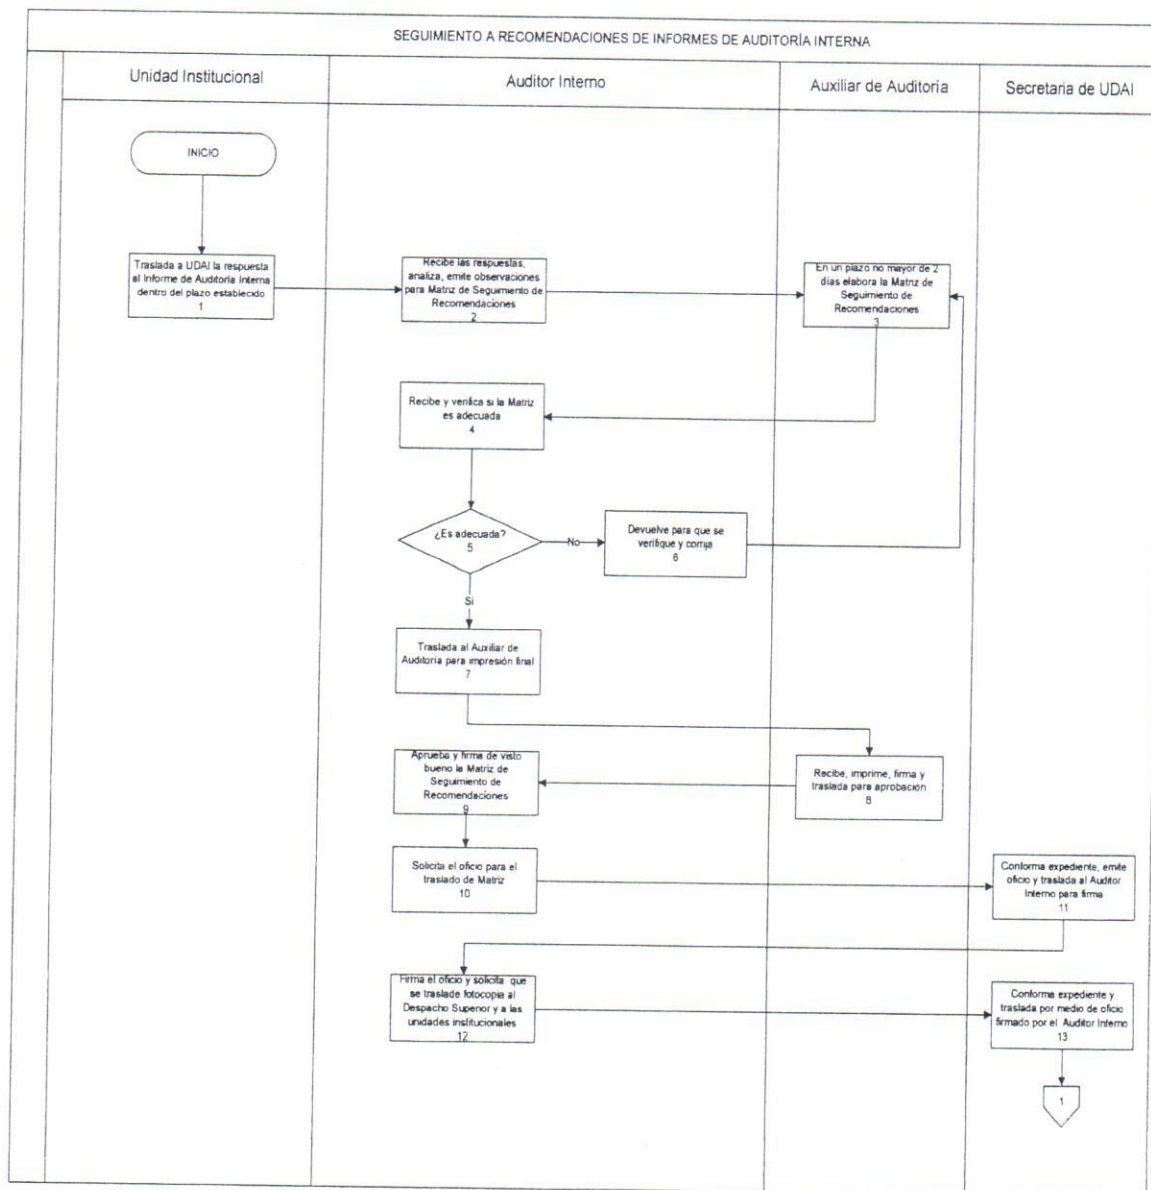 SEGUIMIENTO A RECOMENDACIONES DE INFORMES DE AUDITORÍA INTERNA
Unidad Institucional
Auditor Interno
Auxiliar de Auditoría
Secretaria de UDAI
INICIO
Traslada a UDAI la respuesta
al Informe de Auditoría Interna
dentro del plazo establecido
1
Recibe las respuestas,
analiza, emite observaciones
para Matriz de Seguimiento de
Recomendaciones
2
En un plazo no mayor de 2
días elabora la Matriz de
Seguimiento de
Recomendaciones
3
Recibe y verifica si la Matriz
es adecuada
4
¿Es adecuada?
5
No
Devuelve para que se
verifique y corrija
6
Si
Traslada al Auxiliar de
Auditoría para impresión final
7
Recibe, imprime, firma y
traslada para aprobación
8
Aprueba y firma de visto
bueno la Matriz de
Seguimiento de
Recomendaciones
9
Solicita el oficio para el
traslado de Matriz
10
Conforma expediente, emite
oficio y traslada al Auditor
Interno para firma
11
Firma el oficio y solicita que
se traslade fotocopia al
Despacho Superior y a las
unidades institucionales
12
Conforma expediente y
traslada por medio de oficio
firmado por el Auditor Interno
13
1